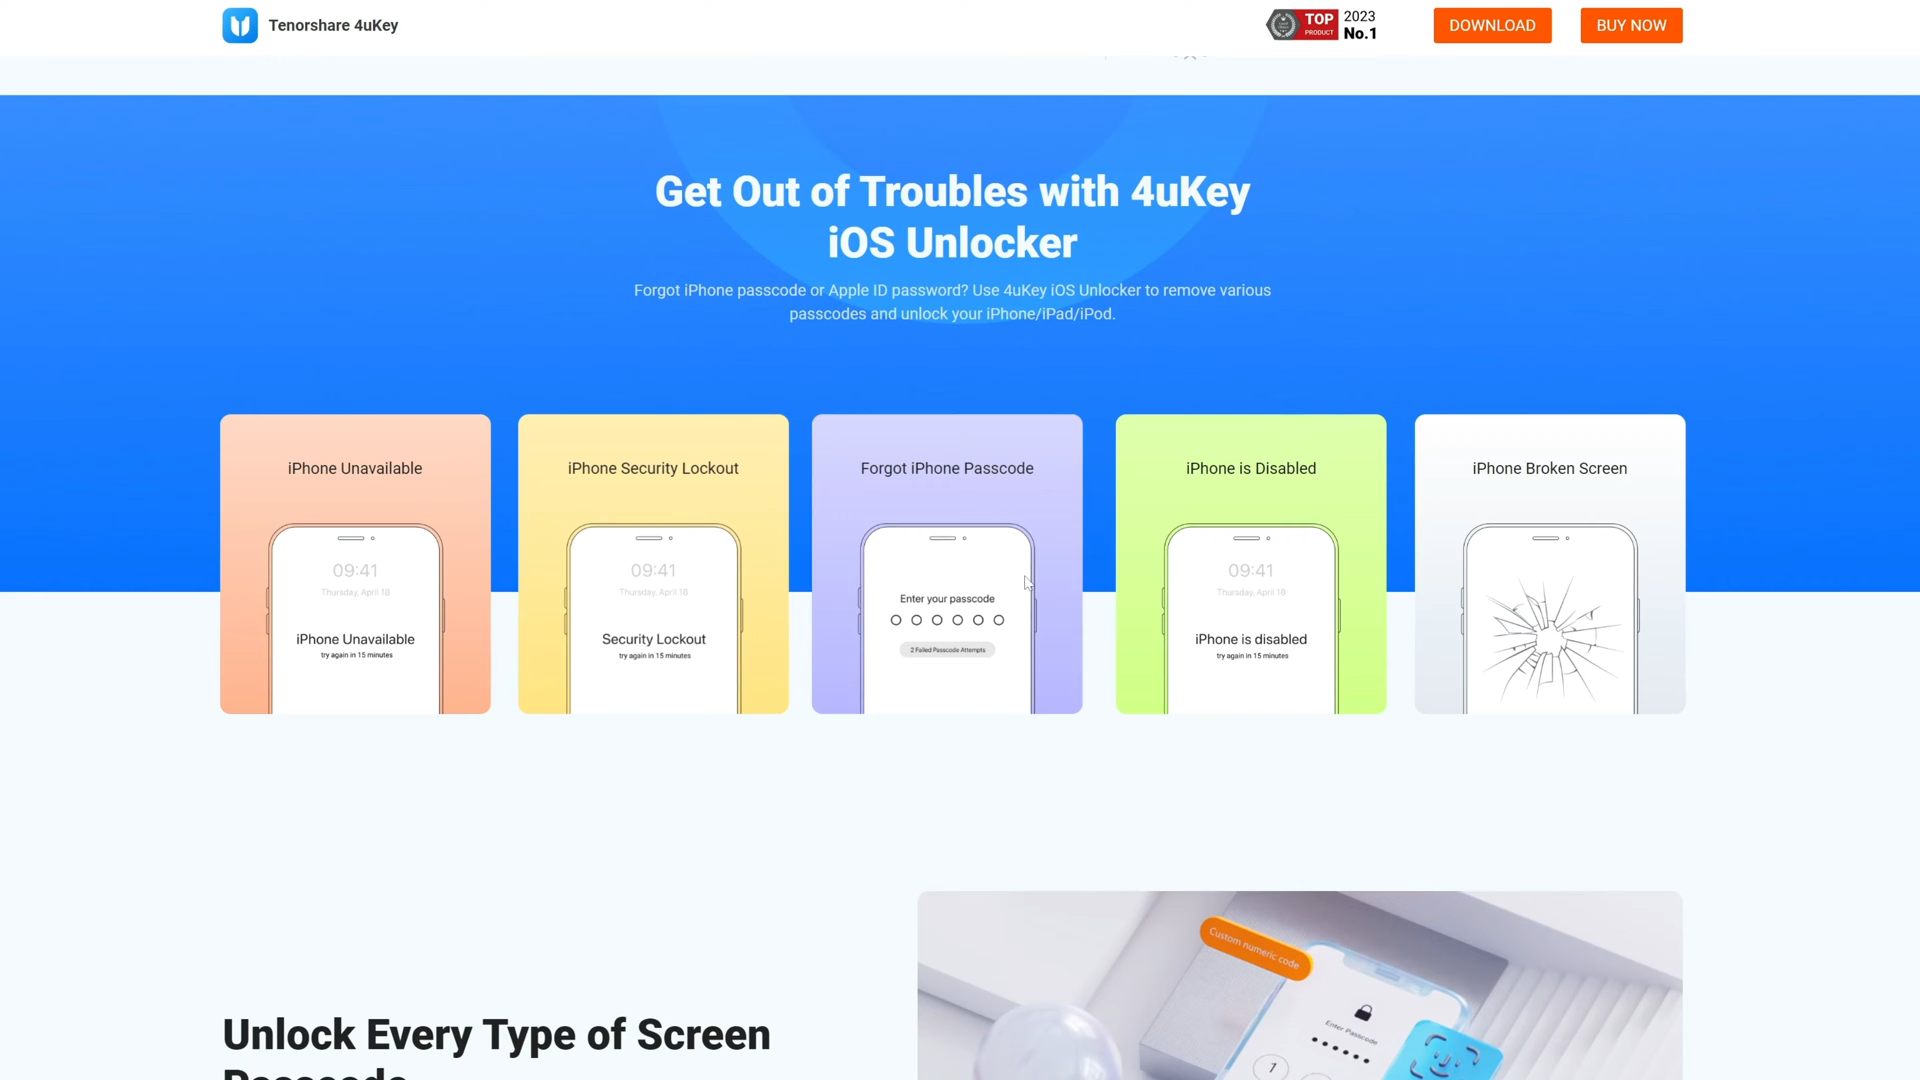 Tenorshare 4uKey
TOP
PRODUCT
2023
No.1
DOWNLOAD
BUY NOW
Get Out of Troubles with 4uKey
iOS Unlocker
Forgot iPhone passcode or Apple ID password? Use 4uKey iOS Unlocker to remove various
passcodes and unlock your iPhone/iPad/iPod.
iPhone Unavailable
09:41
Thursday, April 18
iPhone Unavailable
try again in 15 minutes
iPhone Security Lockout
09:41
Thursday, April 18
Security Lockout
try again in 15 minutes
Forgot iPhone Passcode
Enter your passcode
2 Failed Passcode Attempts
iPhone is Disabled
09:41
Thursday, April 18
iPhone is disabled
try again in 15 minutes
iPhone Broken Screen
Unlock Every Type of Screen
Passcode
Custom numeric code
Enter Passcode
1